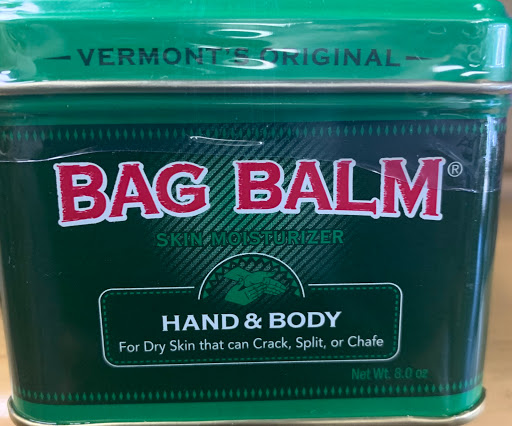 VERMONT'S ORIGINAL
BAG BALM®
SKIN MOISTURIZER
HAND & BODY
For Dry Skin that can Crack, Split, or Chafe
Net Wt. 8.0 oz